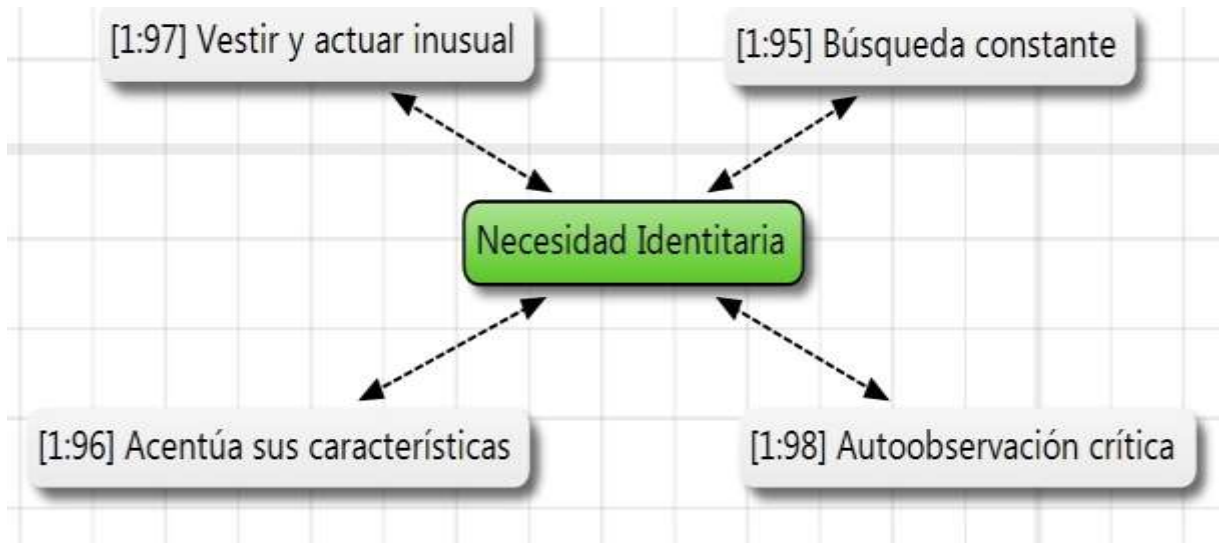 [1:97] Vestir y actuar inusual
[1:95] Búsqueda constante
Necesidad Identitaria
[1:96] Acentúa sus características
[1:98] Autoobservación crítica